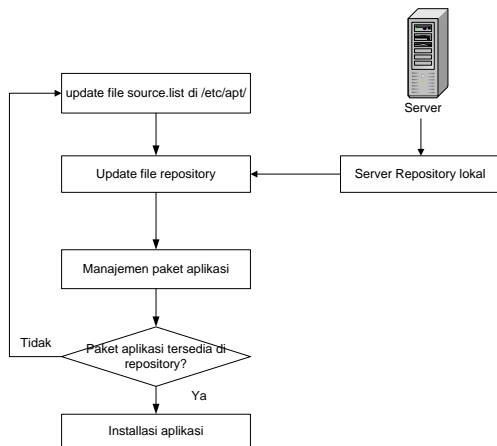 Server
update file source.list di /etc/apt/
Update file repository
Server Repository lokal
Manajemen paket aplikasi
Tidak
Paket aplikasi tersedia di
repository?
Ya
Installasi aplikasi